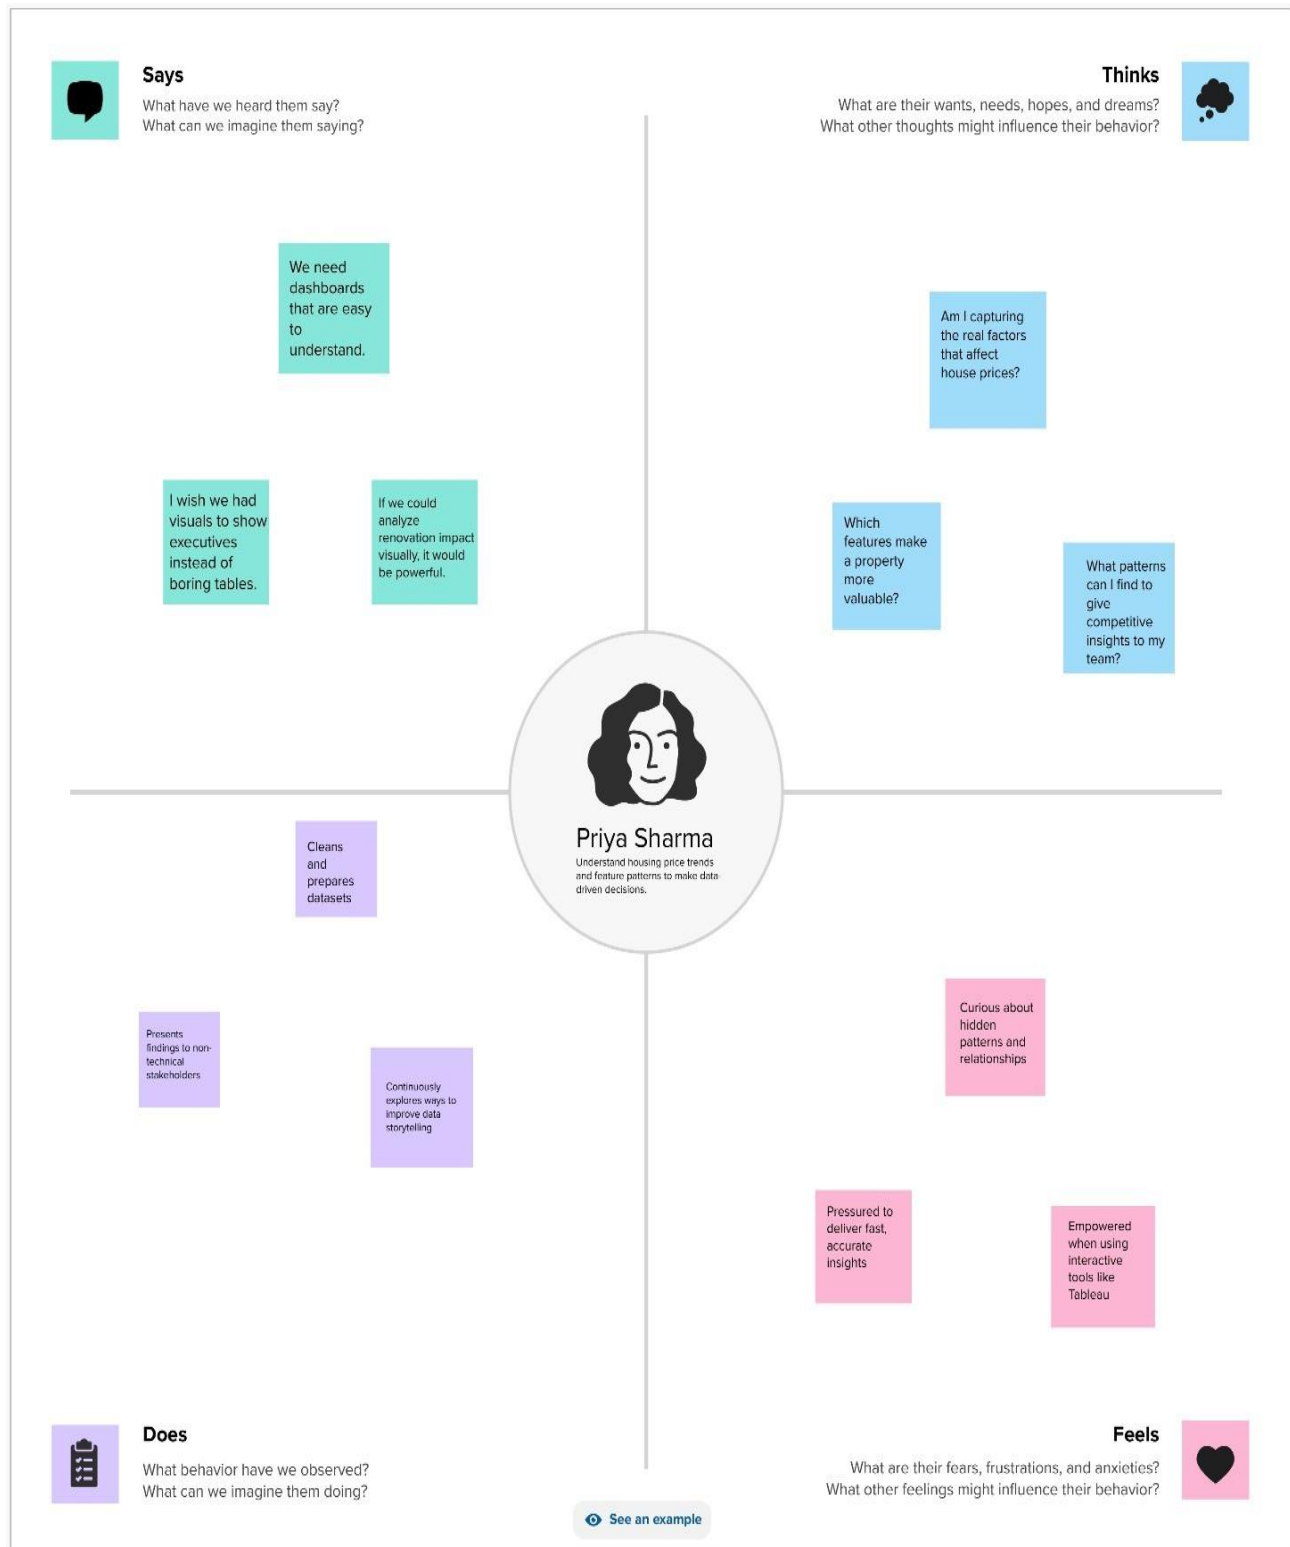 Says
What have we heard them say?
What can we imagine them saying?
Thinks
What are their wants, needs, hopes, and dreams?
What other thoughts might influence their behavior?
We need
dashboards
that are easy
to
understand.
I wish we had
visuals to show
executives
instead of
boring tables.
If we could
analyze
renovation impact
visually, it would
be powerful.
Am I capturing
the real factors
that affect
house prices?
Which
features make
a property
more
valuable?
What patterns
can I find to
give
competitive
insights to my
team?
Priya Sharma
Understand housing price trends
and feature patterns to make data-
driven decisions.
Cleans
and
prepares
datasets
Presents
findings to non-
technical
stakeholders
Continuously
explores ways to
improve data
storytelling
Curious about
hidden
patterns and
relationships
Pressured to
deliver fast,
accurate
insights
Empowered
when using
interactive
tools like
Tableau
Does
What behavior have we observed?
What can we imagine them doing?
Feels
What are their fears, frustrations, and anxieties?
What other feelings might influence their behavior?
See an example